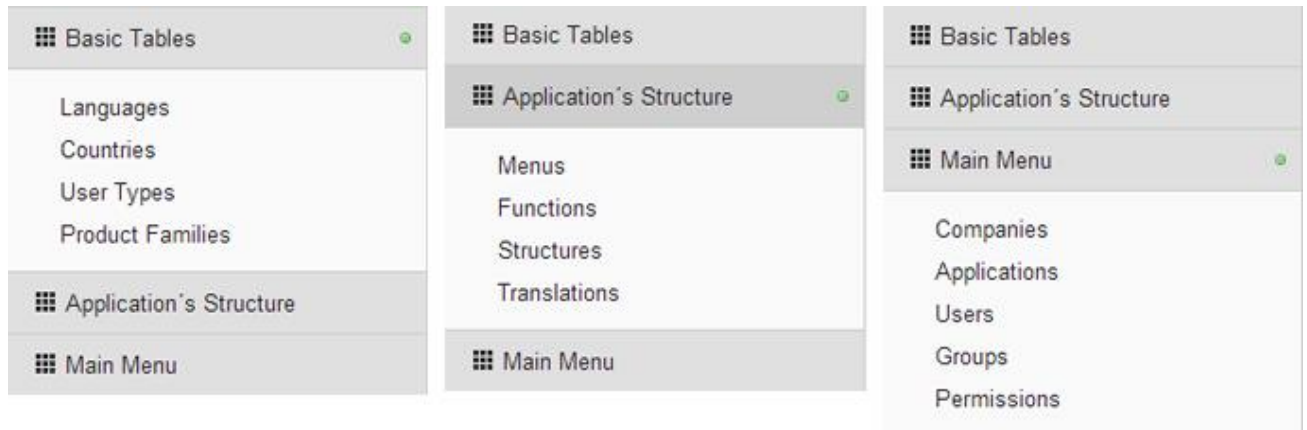 Basic Tables
Languages
Countries
User Types
Product Families
Application´s Structure
Main Menu
Basic Tables
Application´s Structure
Menus
Functions
Structures
Translations
Main Menu
Basic Tables
Application´s Structure
Main Menu
Companies
Applications
Users
Groups
Permissions